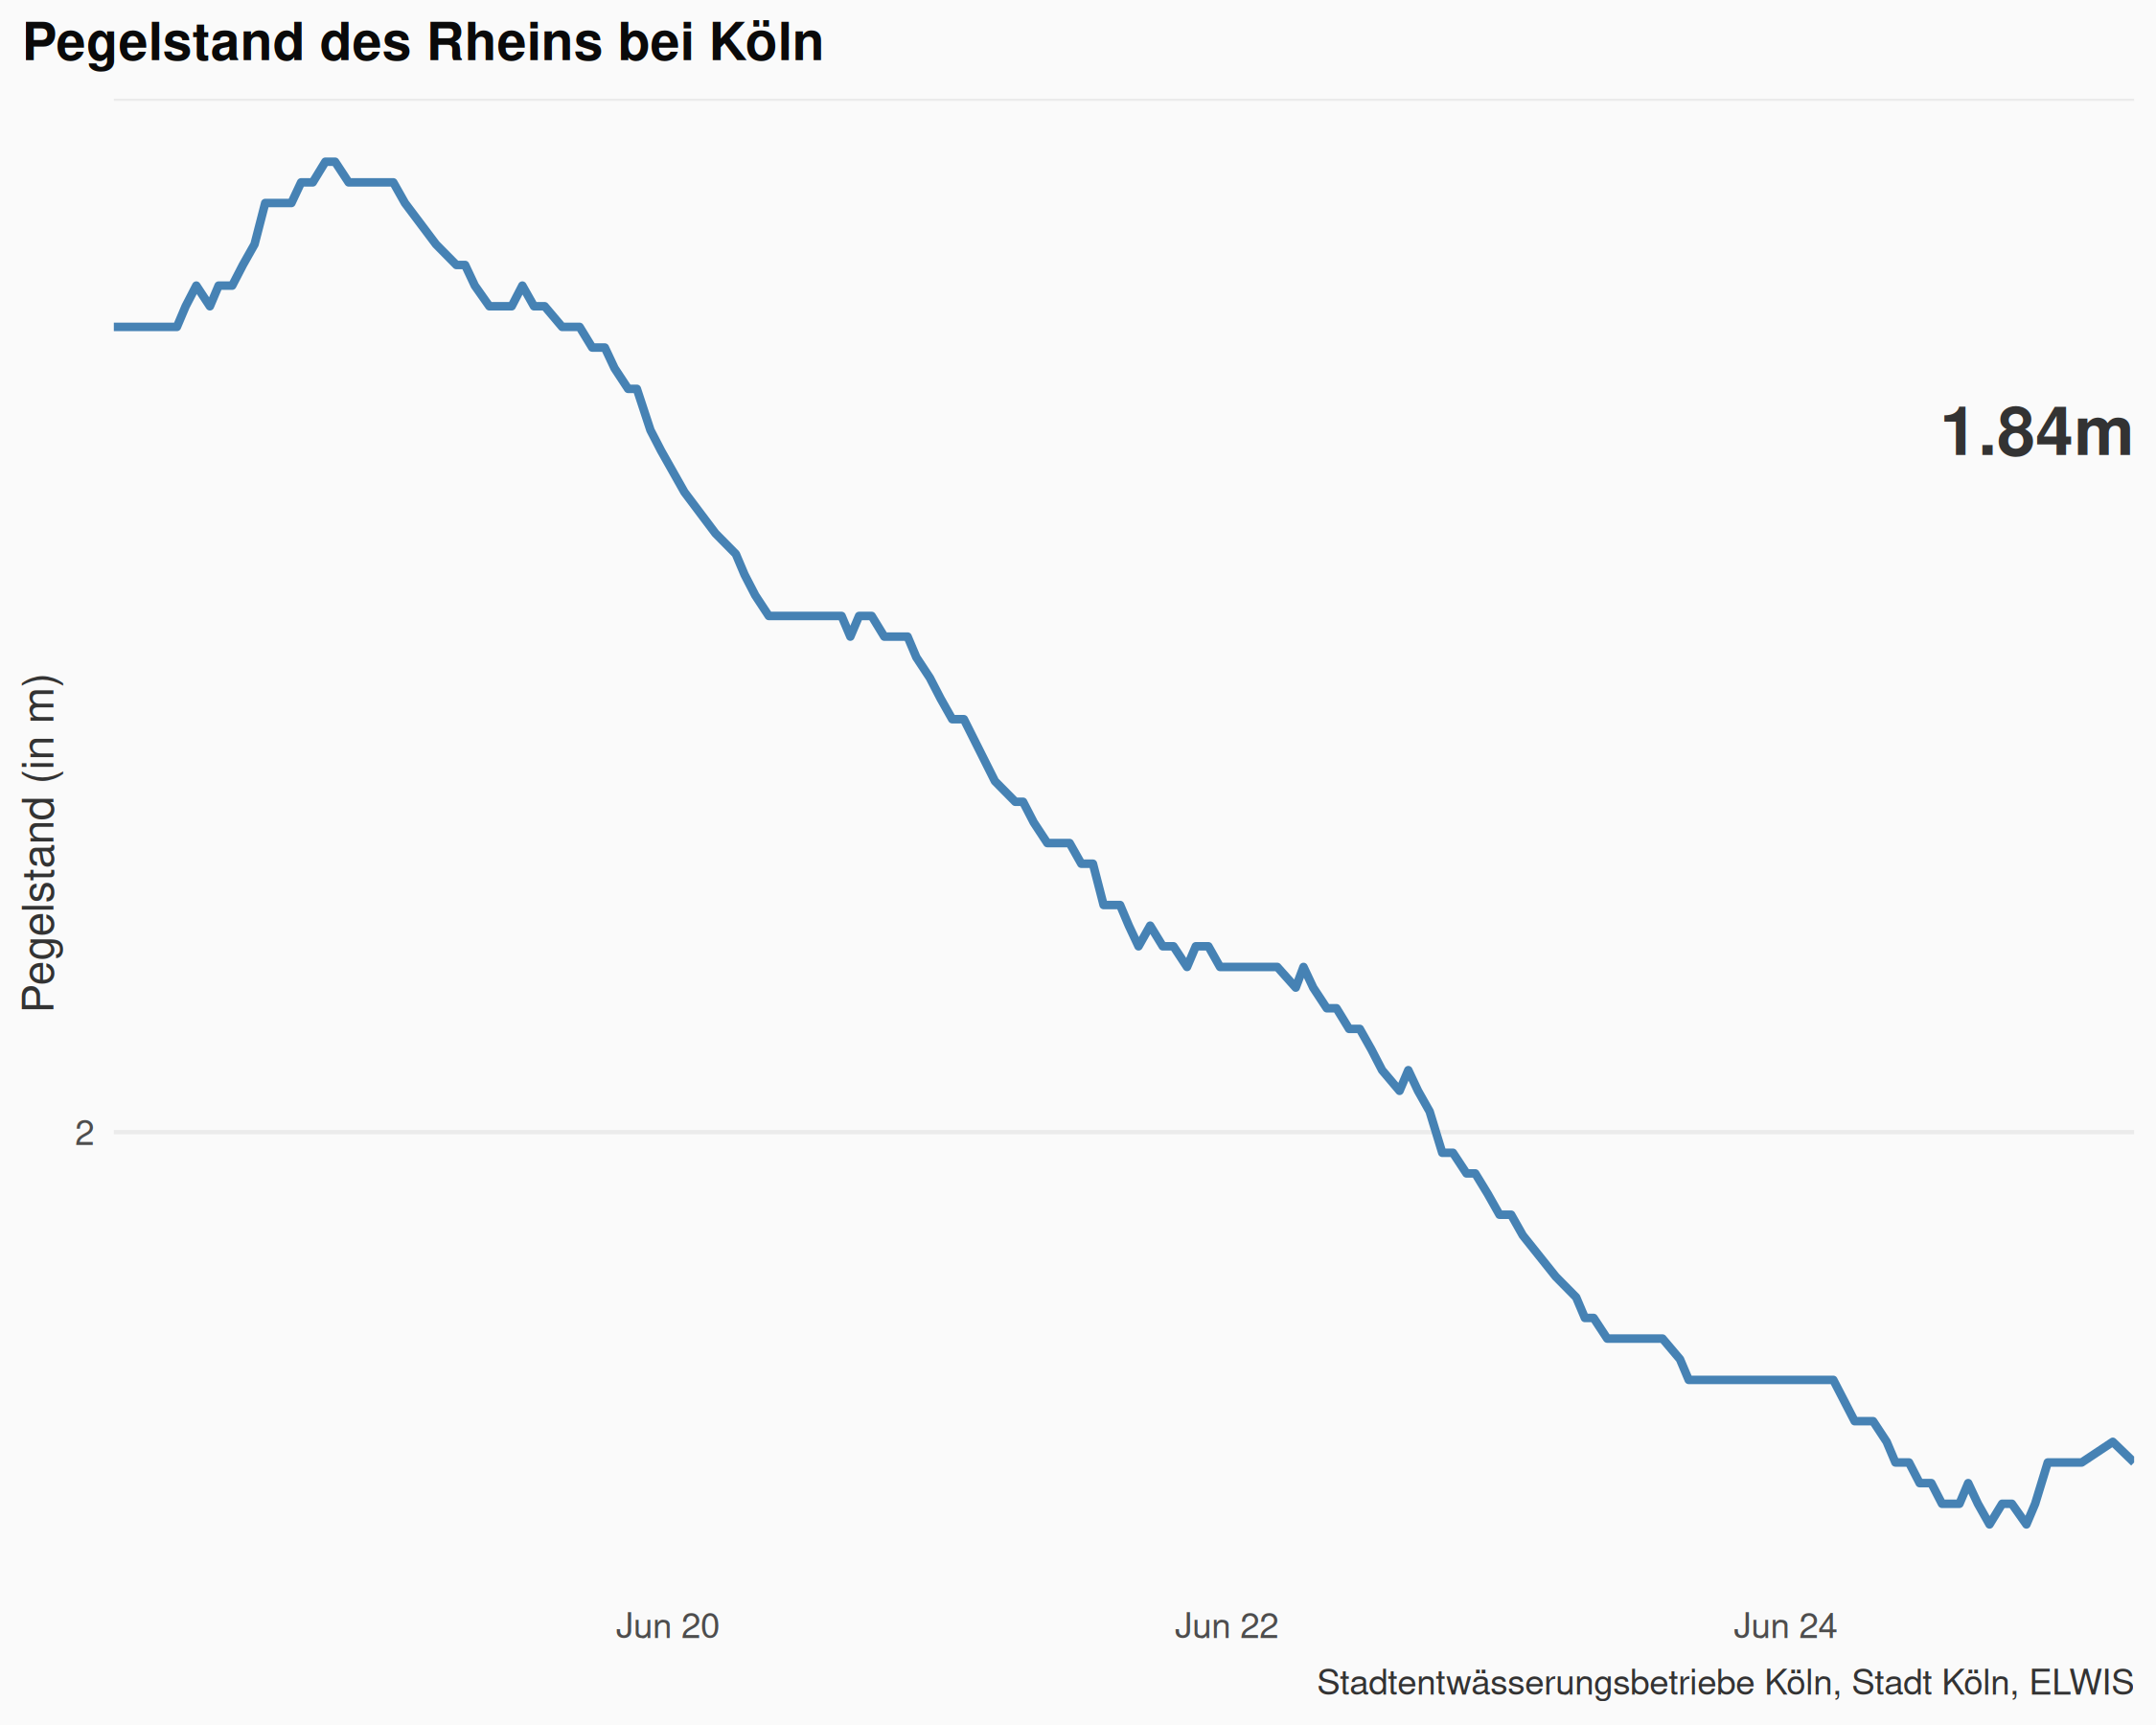 Pegelstand des Rheins bei Köln
1.84m
Pegelstand (in m)
2
Jun 20
Jun 22
Jun 24
Stadtentwässerungsbetriebe Köln, Stadt Köln, ELWIS